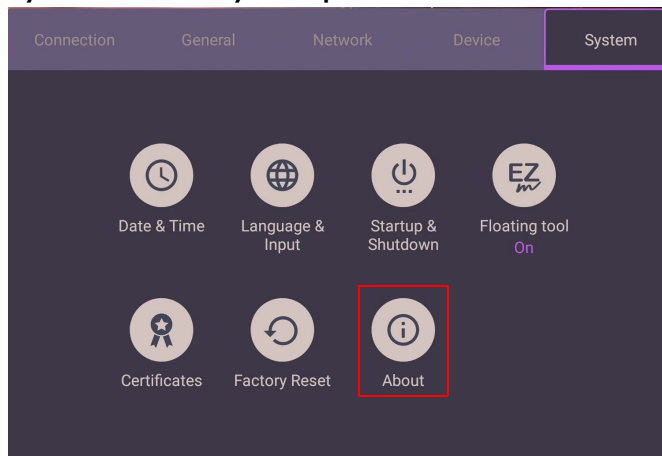 Connection General Network Device System
EZ
m
Date & Time Language & Startup & Floating tool
Input Shutdown On
Certificates Factory Reset About